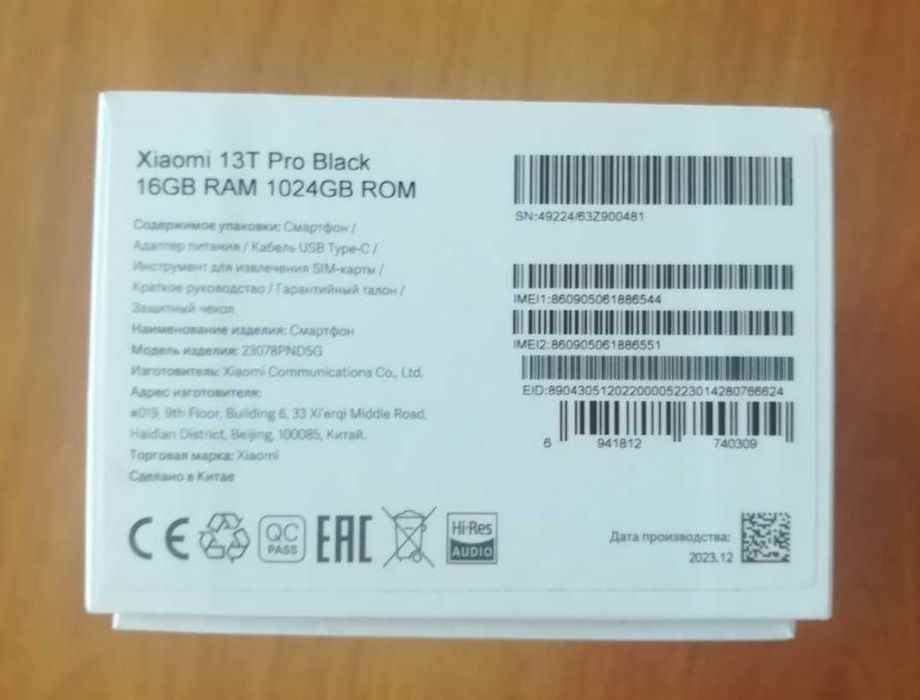 Xiaomi 13T Pro Black
16GB RAM 1024GB ROM
Содержимое упаковки: Смартфон /
Адаптер питания / Кабель USB Type-C /
Инструмент для извлечения SIM-карты /
Краткое руководство / Гарантийный талон /
Защитный чехол
Наименование изделия: Смартфон
Модель изделия: 23078PND5G
Изготовитель: Xiaomi Communications Co., Ltd.
Адрес изготовителя:
#019, 9th Floor, Building 6, 33 Xi'erqi Middle Road,
Haidian District, Beijing, 100085, Китай.
Торговая марка: Xiaomi
Сделано в Китае
SN:49224/63Z900481
IMEI1:860905061886544
IMEI2:860905061886551
EID:89043051202200005223014280766624
6 941812 740309
CE
QC
PASS
EAC
Hi-Res
AUDIO
Дата производства:
2023.12